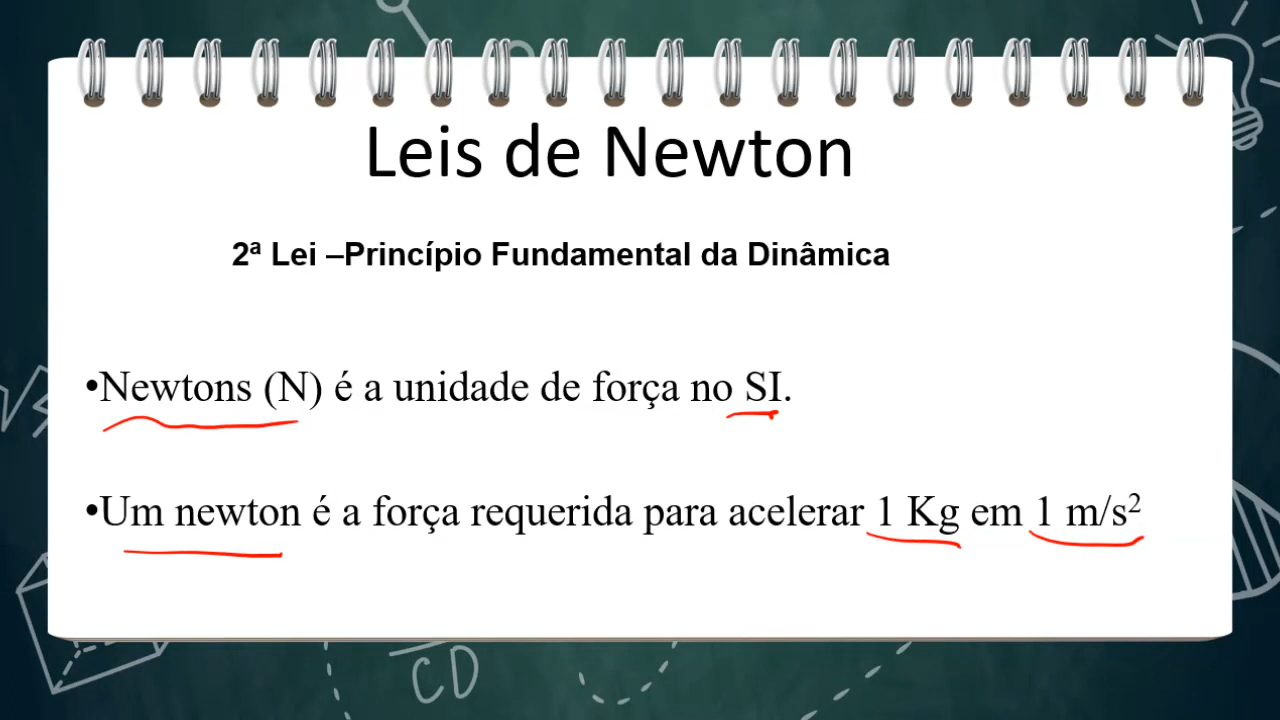 Leis de Newton
2ª Lei –Princípio Fundamental da Dinâmica
•Newtons (N) é a unidade de força no SI.
•Um newton é a força requerida para acelerar 1 Kg em 1 m/s²
CD